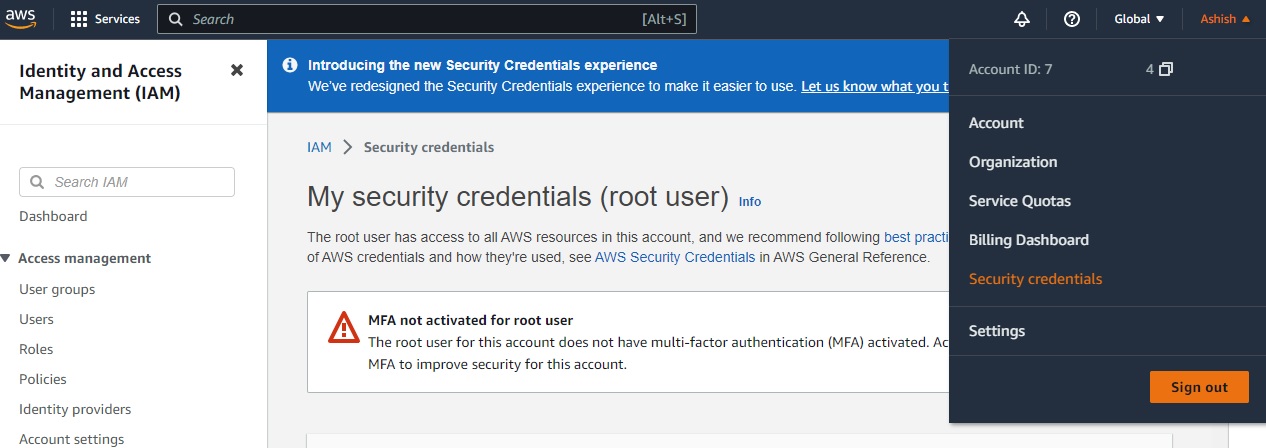 aws
Services
Search
[Alt+S]
Global
Ashish
Identity and Access
Management (IAM)
Search IAM
Dashboard
Access management
User groups
Users
Roles
Policies
Identity providers
Account settings
Introducing the new Security Credentials experience
We've redesigned the Security Credentials experience to make it easier to use. Let us know what you t
IAM > Security credentials
My security credentials (root user) Info
The root user has access to all AWS resources in this account, and we recommend following best practi
of AWS credentials and how they're used, see AWS Security Credentials in AWS General Reference.
MFA not activated for root user
The root user for this account does not have multi-factor authentication (MFA) activated. Ac
MFA to improve security for this account.
Account ID: 7 4
Account
Organization
Service Quotas
Billing Dashboard
Security credentials
Settings
Sign out